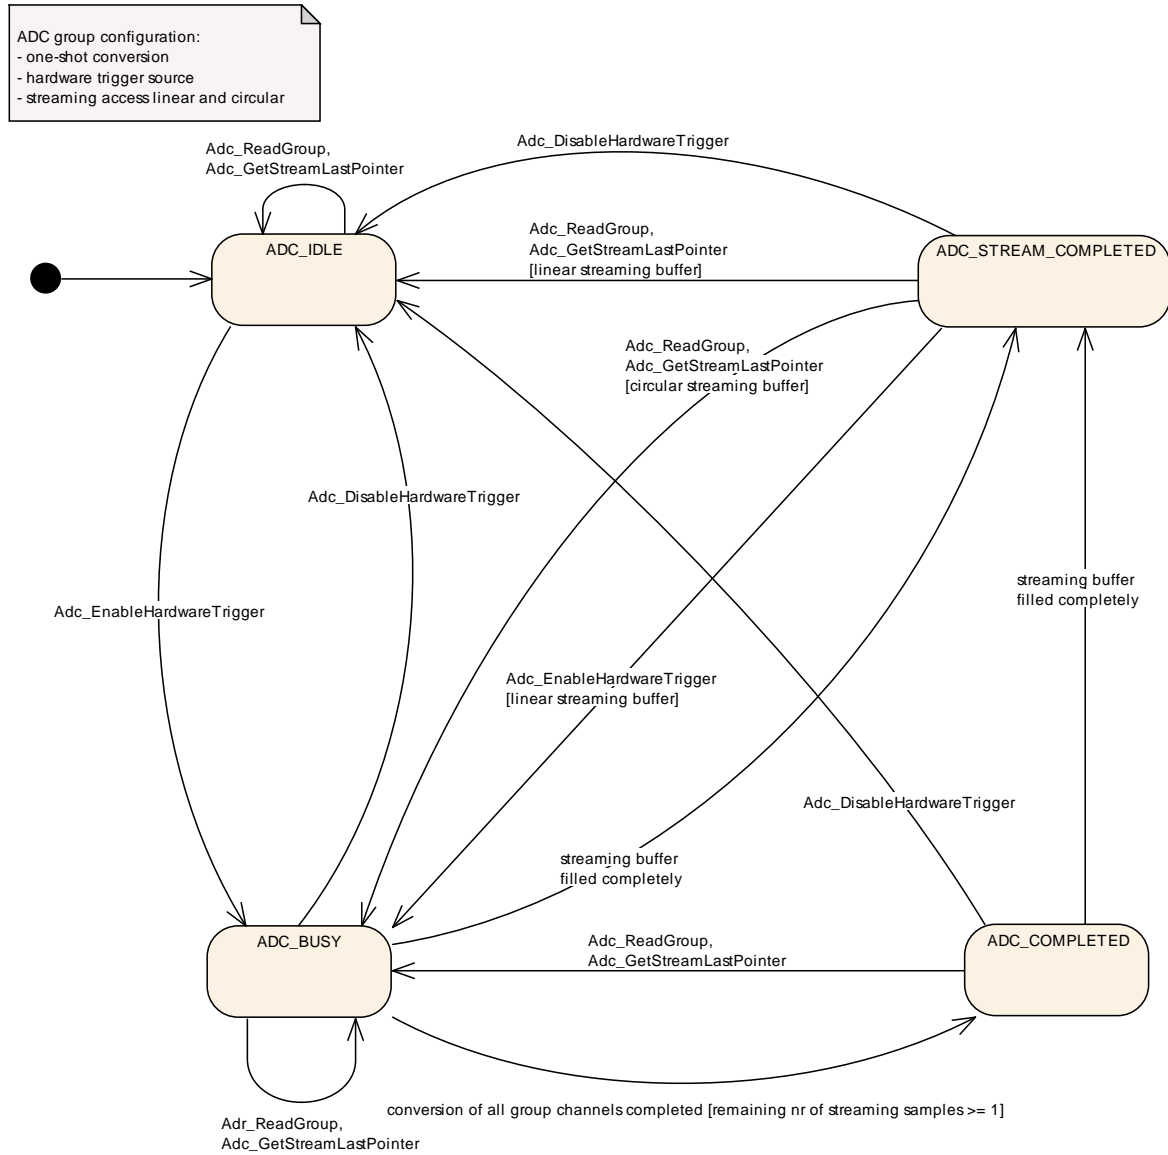 ADC group configuration:
- one-shot conversion
- hardware trigger source
- streaming access linear and circular
Adc_ReadGroup,
Adc_GetStreamLastPointer
Adc_DisableHardwareTrigger
ADC_IDLE
Adc_ReadGroup,
Adc_GetStreamLastPointer
[linear streaming buffer]
ADC_STREAM_COMPLETED
Adc_ReadGroup,
Adc_GetStreamLastPointer
[circular streaming buffer]
Adc_DisableHardwareTrigger
Adc_EnableHardwareTrigger
streaming buffer
filled completely
Adc_EnableHardwareTrigger
[linear streaming buffer]
Adc_DisableHardwareTrigger
streaming buffer
filled completely
ADC_BUSY
Adc_ReadGroup,
Adc_GetStreamLastPointer
ADC_COMPLETED
conversion of all group channels completed [remaining nr of streaming samples >= 1]
Adr_ReadGroup,
Adc_GetStreamLastPointer